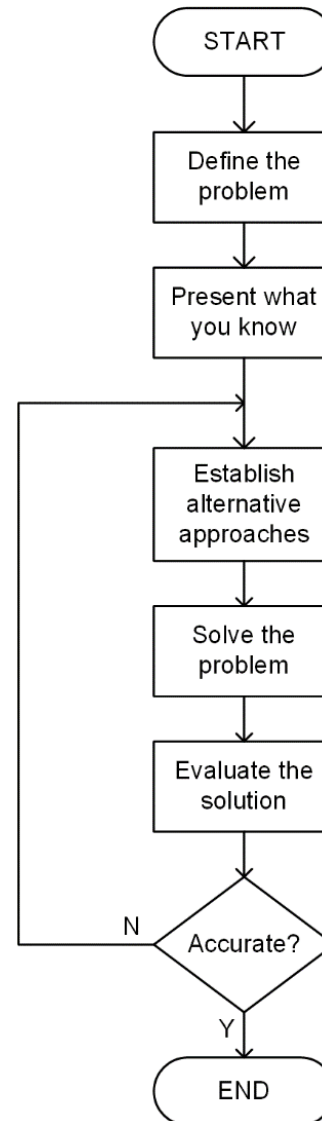 START
Define the
problem
Present what
you know
Establish
alternative
approaches
Solve the
problem
Evaluate the
solution
N
Accurate?
Y
END